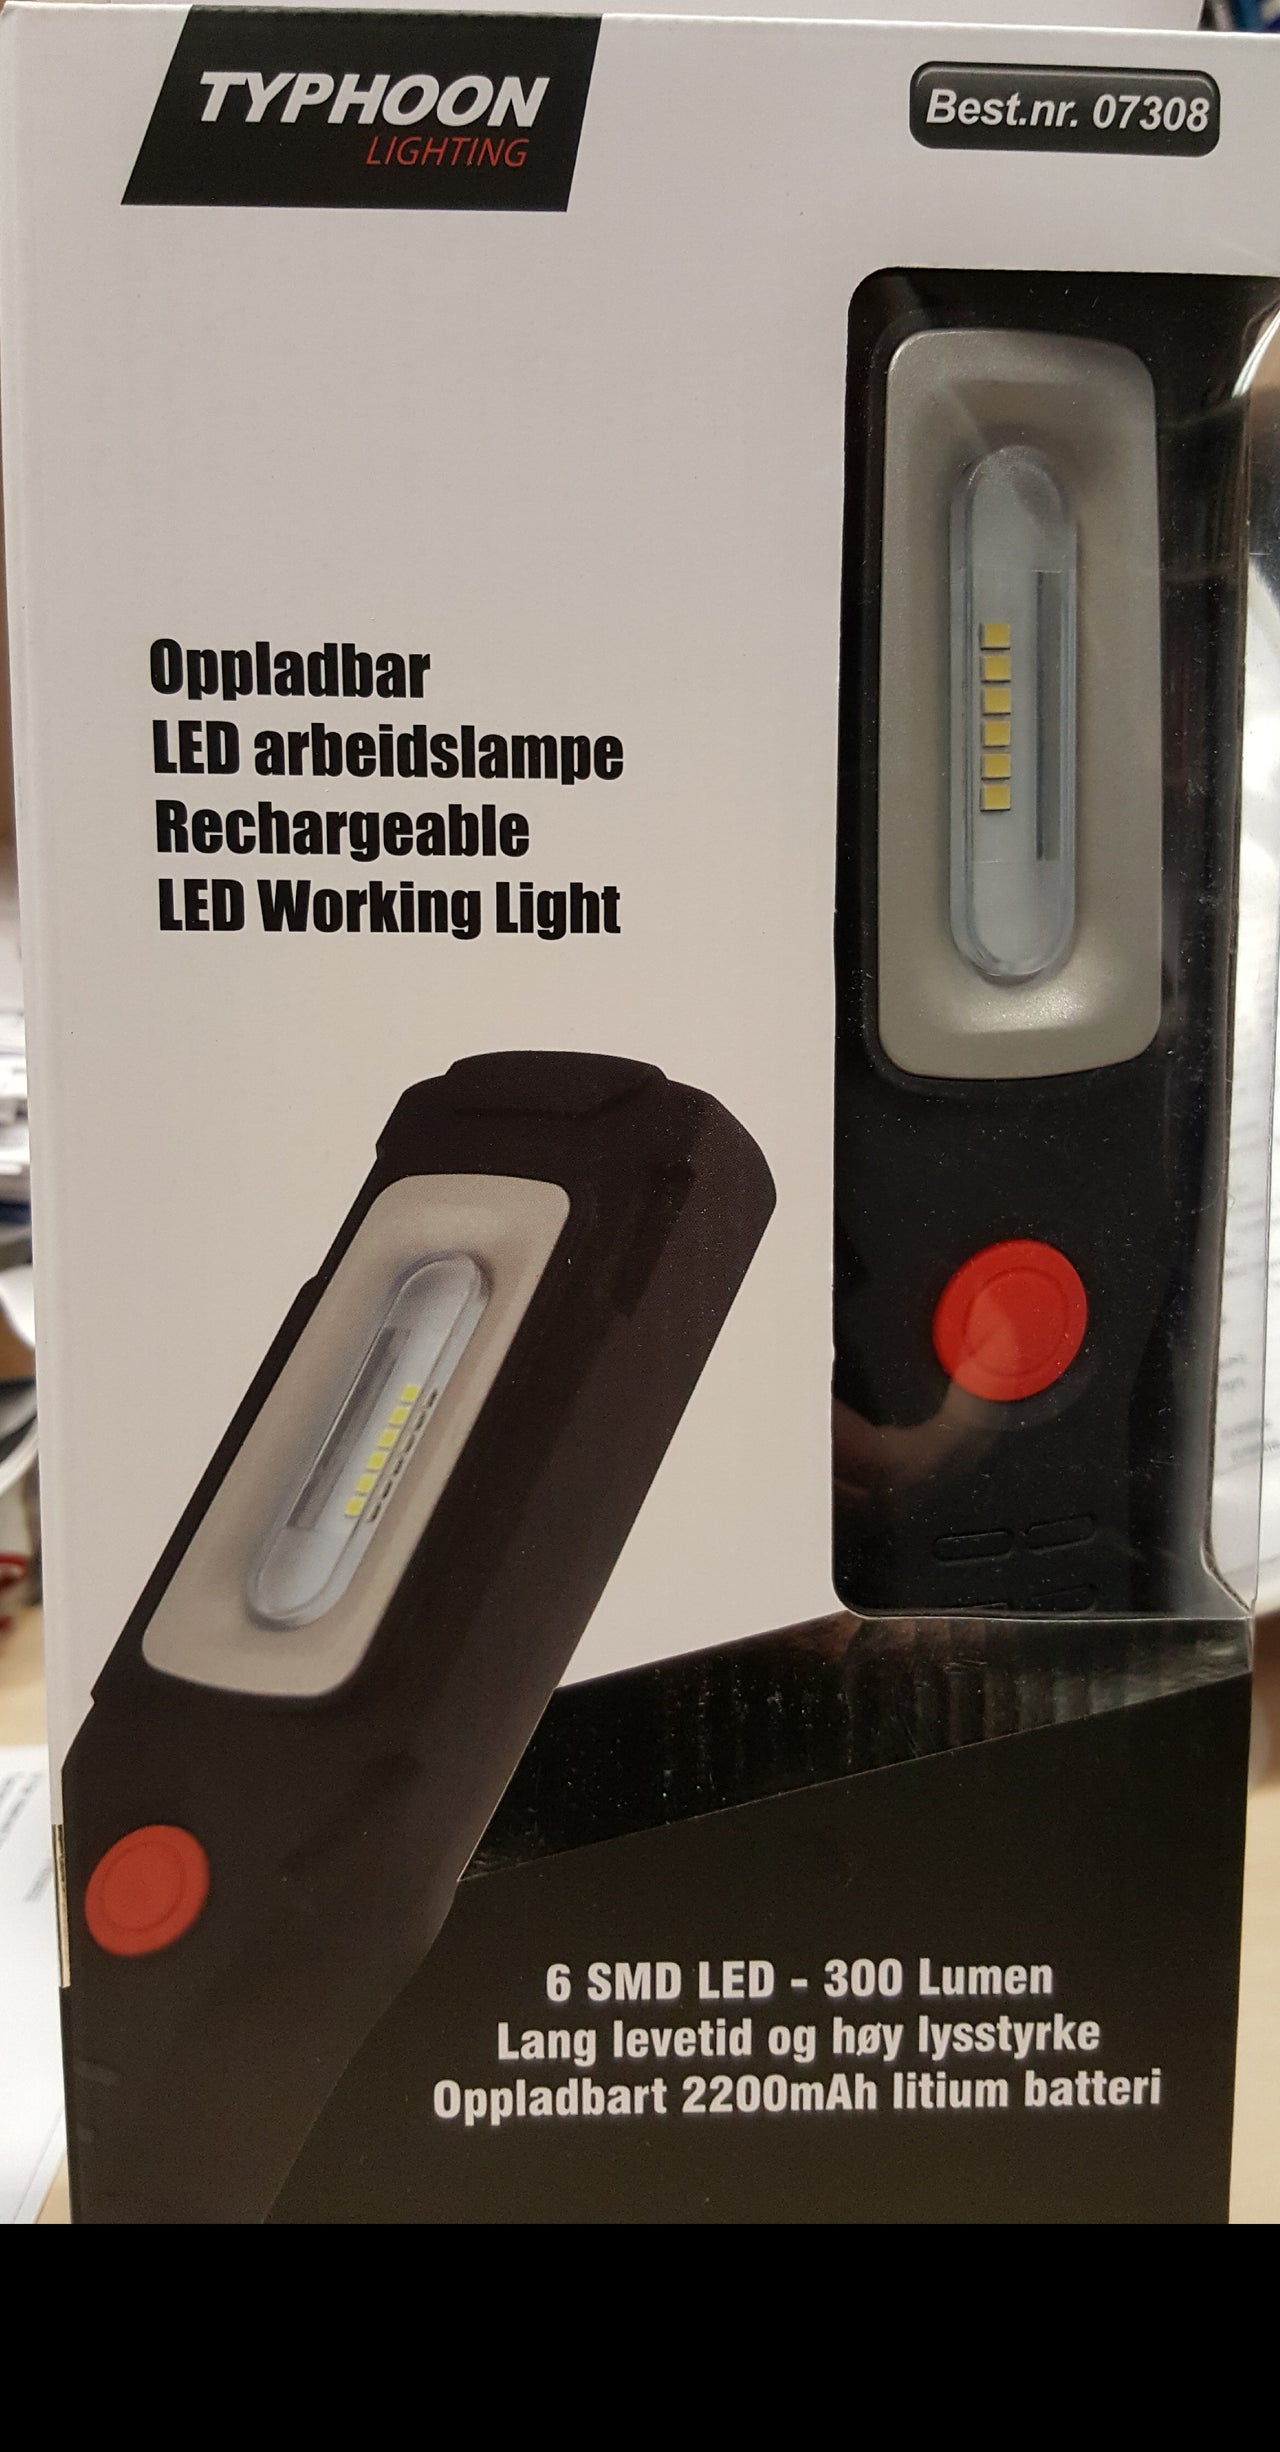 TYPHOON
LIGHTING
Best.nr. 07308
Oppladbar
LED arbeidslampe
Rechargeable
LED Working Light
6 SMD LED - 300 Lumen
Lang levetid og høy lysstyrke
Oppladbart 2200mAh litium batteri